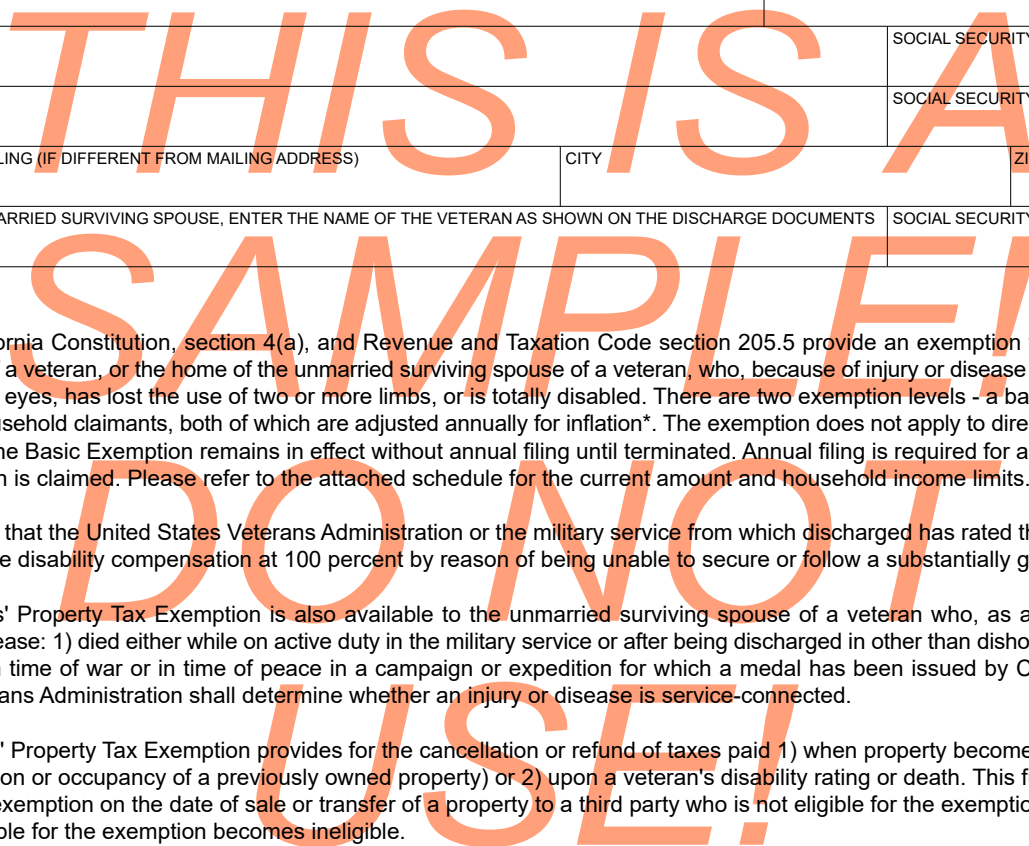 THIS IS A
SOCIAL SECURITY
SOCIAL SECURITY
LING (IF DIFFERENT FROM MAILING ADDRESS) CITY ZI
ARRIED SURVIVING SPOUSE, ENTER THE NAME OF THE VETERAN AS SHOWN ON THE DISCHARGE DOCUMENTS SOCIAL SECURITY
SAMPLE!
ornia Constitution, section 4(a), and Revenue and Taxation Code section 205.5 provide an exemption
a veteran, or the home of the unmarried surviving spouse of a veteran, who, because of injury or disease
eyes, has lost the use of two or more limbs, or is totally disabled. There are two exemption levels - a ba
usehold claimants, both of which are adjusted annually for inflation*. The exemption does not apply to dire
he Basic Exemption remains in effect without annual filing until terminated. Annual filing is required for a
n is claimed. Please refer to the attached schedule for the current amount and household income limits.
DO NOT
that the United States Veterans Administration or the military service from which discharged has rated th
e disability compensation at 100 percent by reason of being unable to secure or follow a substantially g
s' Property Tax Exemption is also available to the unmarried surviving spouse of a veteran who, as a
ease: 1) died either while on active duty in the military service or after being discharged in other than disho
n time of war or in time of peace in a campaign or expedition for which a medal has been issued by C
ans Administration shall determine whether an injury or disease is service-connected.
USE!
' Property Tax Exemption provides for the cancellation or refund of taxes paid 1) when property become
on or occupancy of a previously owned property) or 2) upon a veteran's disability rating or death. This f
exemption on the date of sale or transfer of a property to a third party who is not eligible for the exemptio
ble for the exemption becomes ineligible.